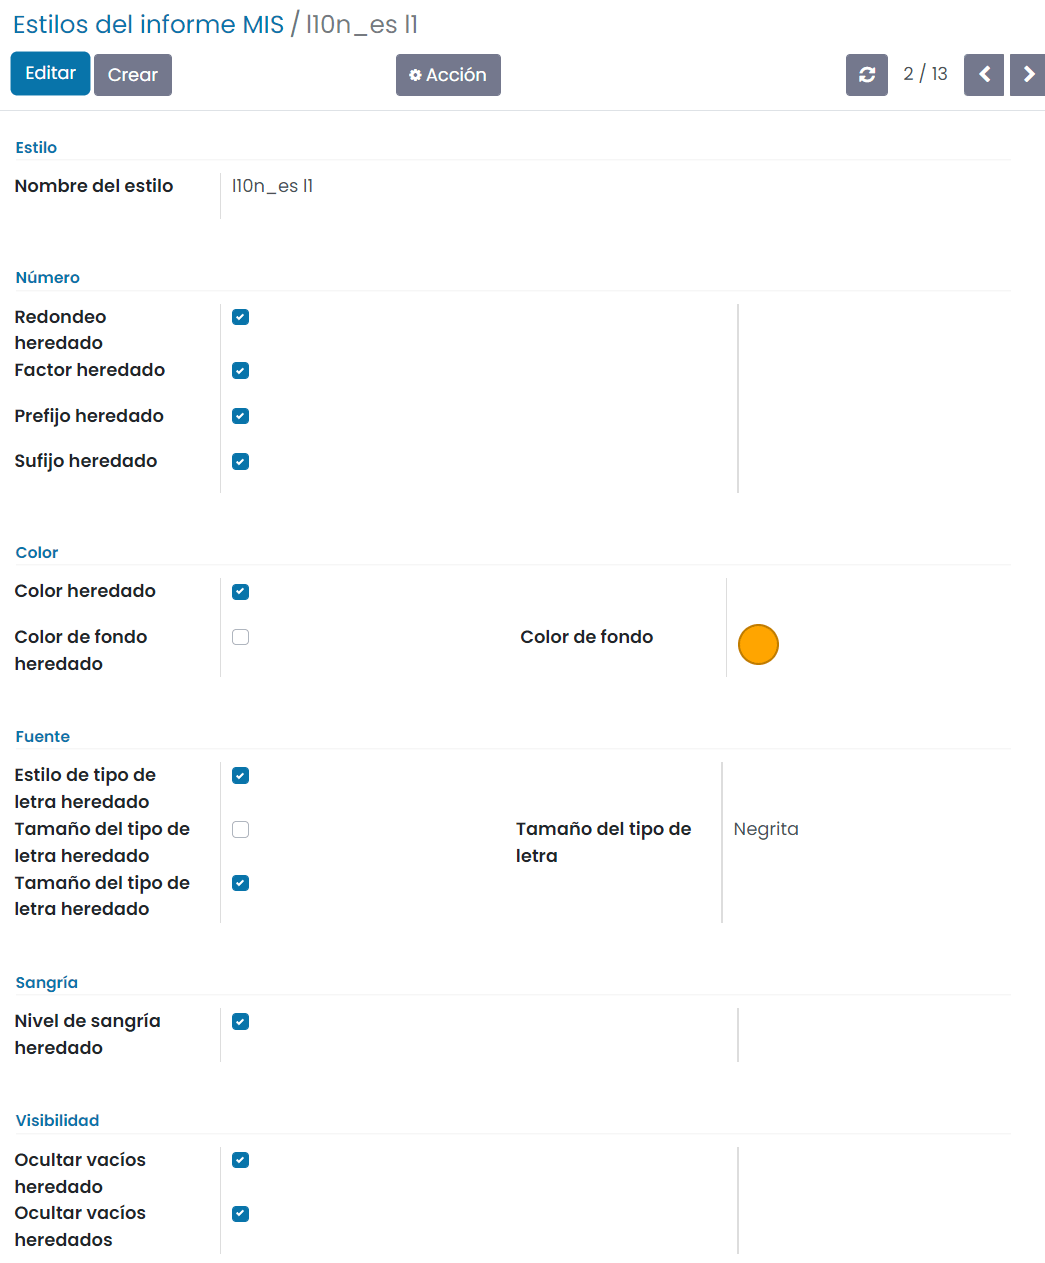 Estilos del informe MIS / l10n_es l1
Editar Crear Acción 2 / 13
Estilo
Nombre del estilo l10n_es l1
Número
Redondeo
heredado
Factor heredado
Prefijo heredado
Sufijo heredado
Color
Color heredado
Color de fondo Color de fondo
heredado
Fuente
Estilo de tipo de
letra heredado
Tamaño del tipo de Tamaño del tipo de Negrita
letra heredado letra
Tamaño del tipo de
letra heredado
Sangría
Nivel de sangría
heredado
Visibilidad
Ocultar vacíos
heredado
Ocultar vacíos
heredados